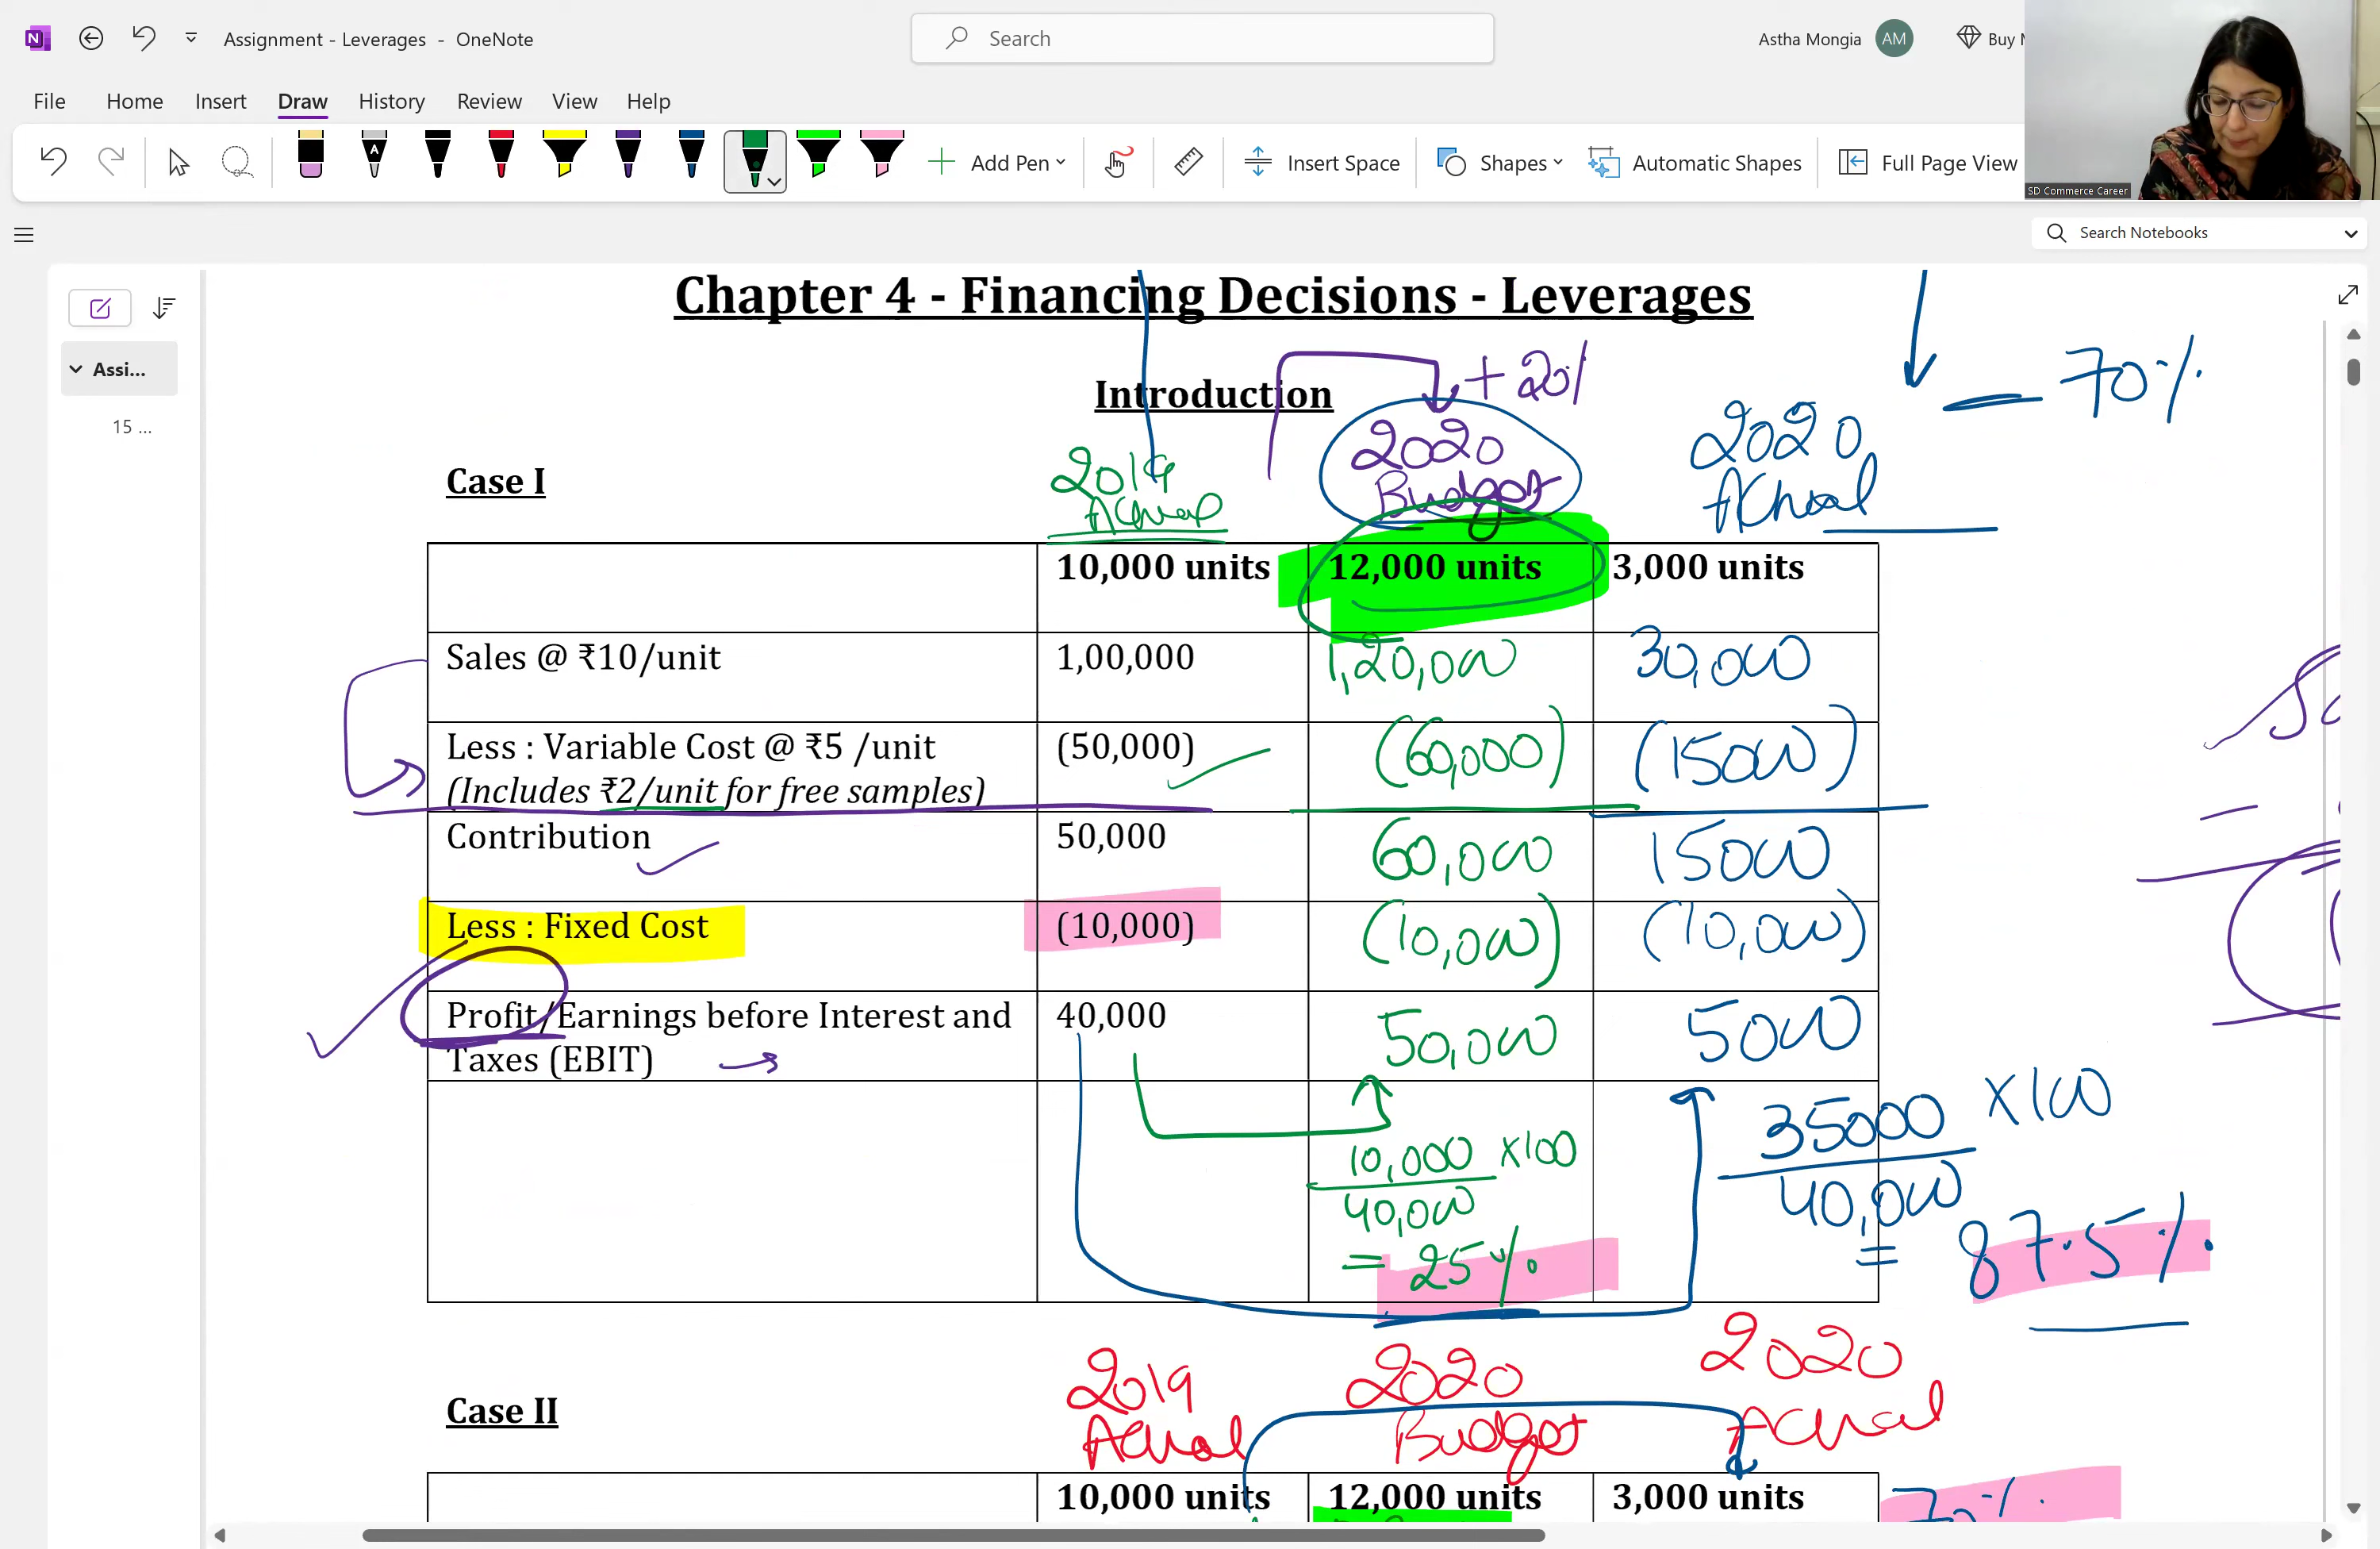 Assignment - Leverages - OneNote
Search
Astha Mongia AM
File Home Insert Draw History Review View Help
Add Pen Insert Space Shapes Automatic Shapes Full Page View
SD Commerce Career
Search Notebooks
Assi...
15 ...
Chapter 4 - Financing Decisions - Leverages
Introduction
+ 20%
- 70%
Case I
2019 Actual
2020 Budget
2020 Actual
10,000 units 12,000 units 3,000 units
Sales @ ₹10/unit 1,00,000 1,20,000 30,000
Less : Variable Cost @ ₹5 /unit (50,000) (60,000) (15000)
(Includes ₹2/unit for free samples)
Contribution 50,000 60,000 15000
Less : Fixed Cost (10,000) (10,000) (10,000)
Profit/Earnings before Interest and 40,000 50,000 5000
Taxes (EBIT)
10,000 x100
40,000
= 25%
35000 x100
40,000
= 87.5%
Case II
2019 Actual
2020 Budget
2020 Actual
10,000 units 12,000 units 3,000 units
70%